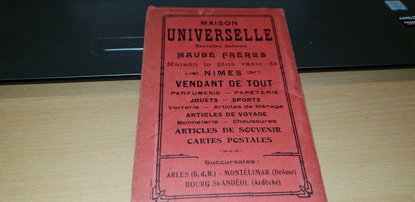 MAISON
UNIVERSELLE
Nouvelles Galeries
MAUBÉ FRÈRES
Maison la plus vaste de
NIMES
VENDANT DE TOUT
PARFUMERIE — PAPETERIE
JOUETS — SPORTS
Verrerie — Articles de Ménage
ARTICLES DE VOYAGE
Bonneterie — Chaussures
ARTICLES DE SOUVENIR
CARTES POSTALES
Succursales:
ARLES (B.d.R.) - MONTÉLIMAR (Drôme)
BOURG St-ANDÉOL (Ardèche)